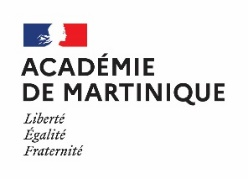 ACADÉMIE
DE MARTINIQUE
Liberté
Égalité
Fraternité